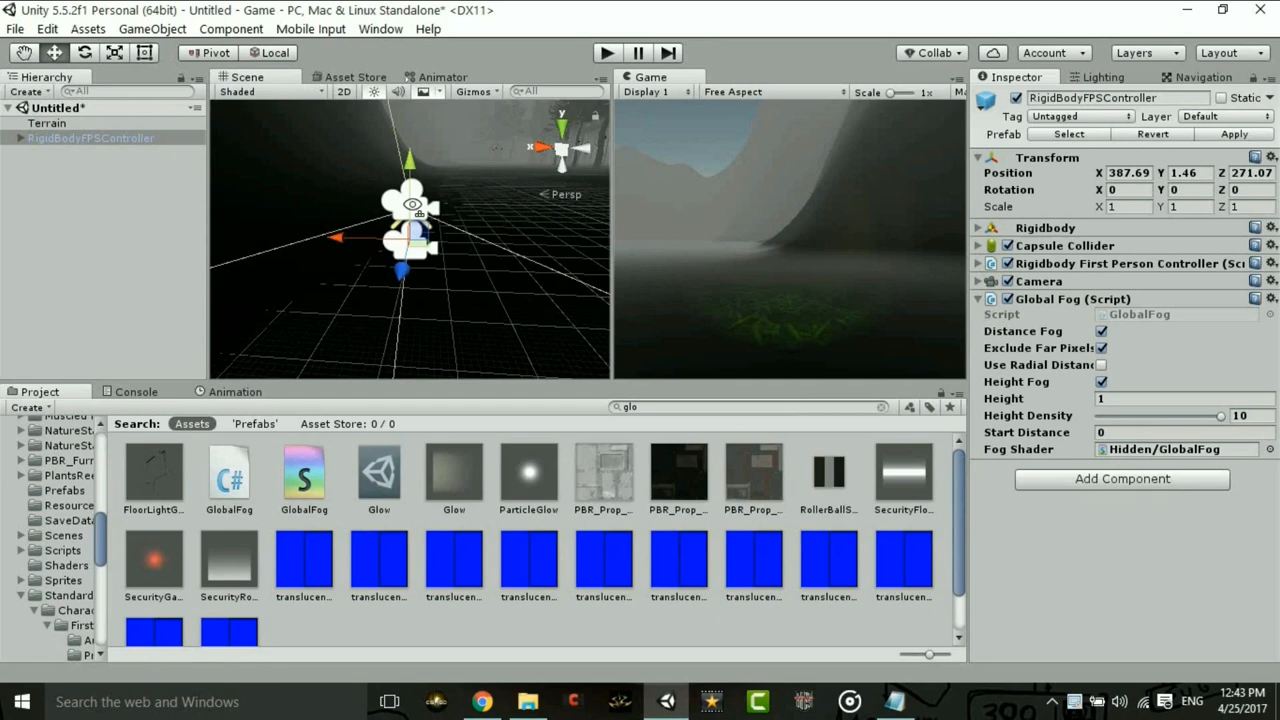 Unity 5.5.2f1 Personal (64bit) - Untitled - Game - PC, Mac & Linux Standalone* <DX11>
File Edit Assets GameObject Component Mobile Input Window Help
Pivot Local Collab Account Layers Layout
Hierarchy
Create All
Untitled*
Terrain
RigidBodyFPSController
Scene Asset Store Animator
Shaded 2D Gizmos All
y
x
Persp
Game
Display 1 Free Aspect Scale 1x Ma
Inspector Lighting Navigation
RigidBodyFPSController Static
Tag Untagged Layer Default
Prefab Select Revert Apply
Transform
Position X 387.69 Y 1.46 Z 271.07
Rotation X 0 Y 0 Z 0
Scale X 1 Y 1 Z 1
Rigidbody
Capsule Collider
Rigidbody First Person Controller (Scr
Camera
Global Fog (Script)
Script GlobalFog
Distance Fog
Exclude Far Pixels
Use Radial Distanc
Height Fog
Height 1
Height Density 10
Start Distance 0
Fog Shader Hidden/GlobalFog
Add Component
Project Console Animation
Create glo
NatureSta
NatureSta
PBR_Furr
PlantsRee
Prefabs
Resource
SaveData
Scenes
Scripts
Shaders
Sprites
Standard
Chara
First
Ar
Pr
Search: Assets 'Prefabs' Asset Store: 0 / 0
FloorLightG... GlobalFog GlobalFog Glow Glow ParticleGlow PBR_Prop_... PBR_Prop_... PBR_Prop_... RollerBallS... SecurityFlo...
SecurityGa... SecurityRo... translucen... translucen... translucen... translucen... translucen... translucen... translucen... translucen... translucen...
Search the web and Windows
ENG
12:43 PM
4/25/2017